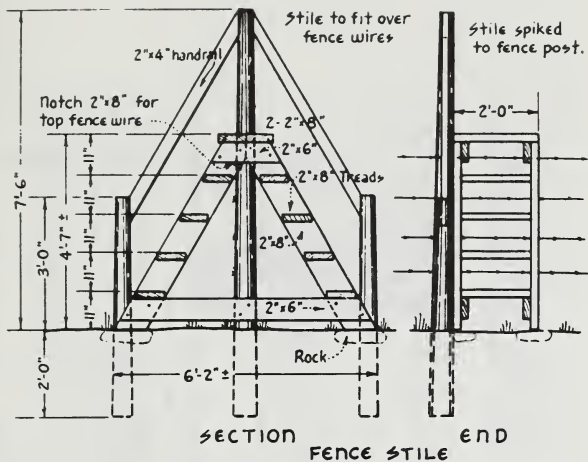 Stile to fit over
fence wires
Stile spiked
to fence post.
2"x4" handrail
2'-0"
Notch 2"x8" for
top fence wire
2-2"x8"
2"x6"
2"x8" Treads
2"x8"
2"x6"
Rock
7'-6"
4'-7" ±
3'-0"
11"
11"
11"
11"
11"
2'-0"
6'-2" ±
SECTION
END
FENCE STILE